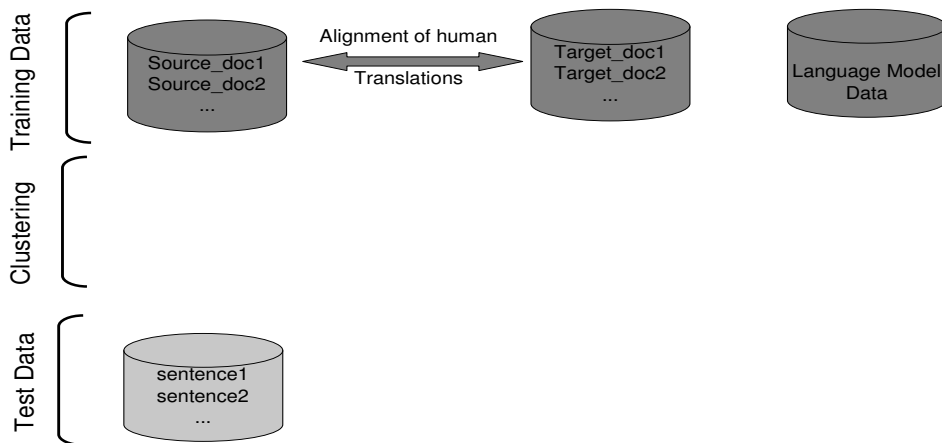 Training Data
Source_doc1
Source_doc2
...
Alignment of human
Translations
Target_doc1
Target_doc2
...
Language Model
Data
Clustering
Test Data
sentence1
sentence2
...